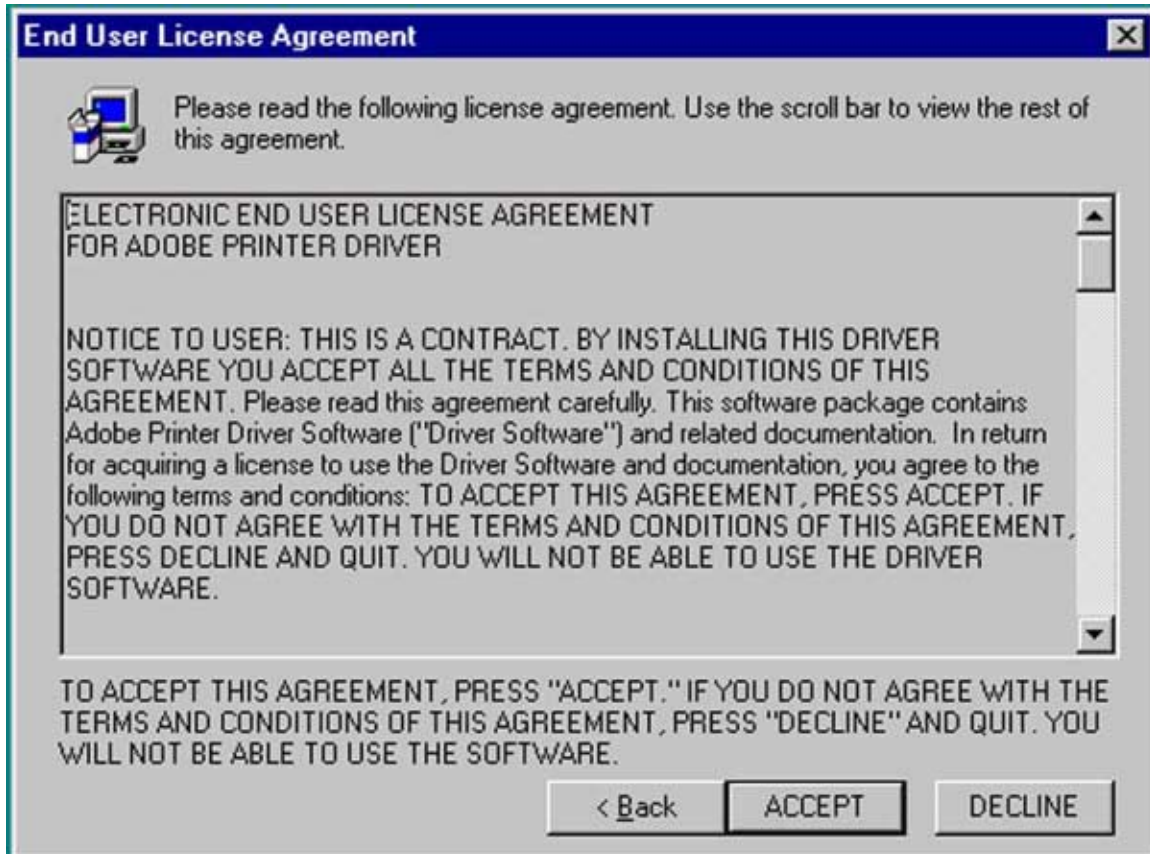 End User License Agreement
Please read the following license agreement. Use the scroll bar to view the rest of
this agreement.
ELECTRONIC END USER LICENSE AGREEMENT
FOR ADOBE PRINTER DRIVER
NOTICE TO USER: THIS IS A CONTRACT. BY INSTALLING THIS DRIVER
SOFTWARE YOU ACCEPT ALL THE TERMS AND CONDITIONS OF THIS
AGREEMENT. Please read this agreement carefully. This software package contains
Adobe Printer Driver Software ("Driver Software") and related documentation.  In return
for acquiring a license to use the Driver Software and documentation, you agree to the
following terms and conditions: TO ACCEPT THIS AGREEMENT, PRESS ACCEPT. IF
YOU DO NOT AGREE WITH THE TERMS AND CONDITIONS OF THIS AGREEMENT,
PRESS DECLINE AND QUIT. YOU WILL NOT BE ABLE TO USE THE DRIVER
SOFTWARE.
TO ACCEPT THIS AGREEMENT, PRESS "ACCEPT." IF YOU DO NOT AGREE WITH THE
TERMS AND CONDITIONS OF THIS AGREEMENT, PRESS "DECLINE" AND QUIT. YOU
WILL NOT BE ABLE TO USE THE SOFTWARE.
< Back ACCEPT DECLINE